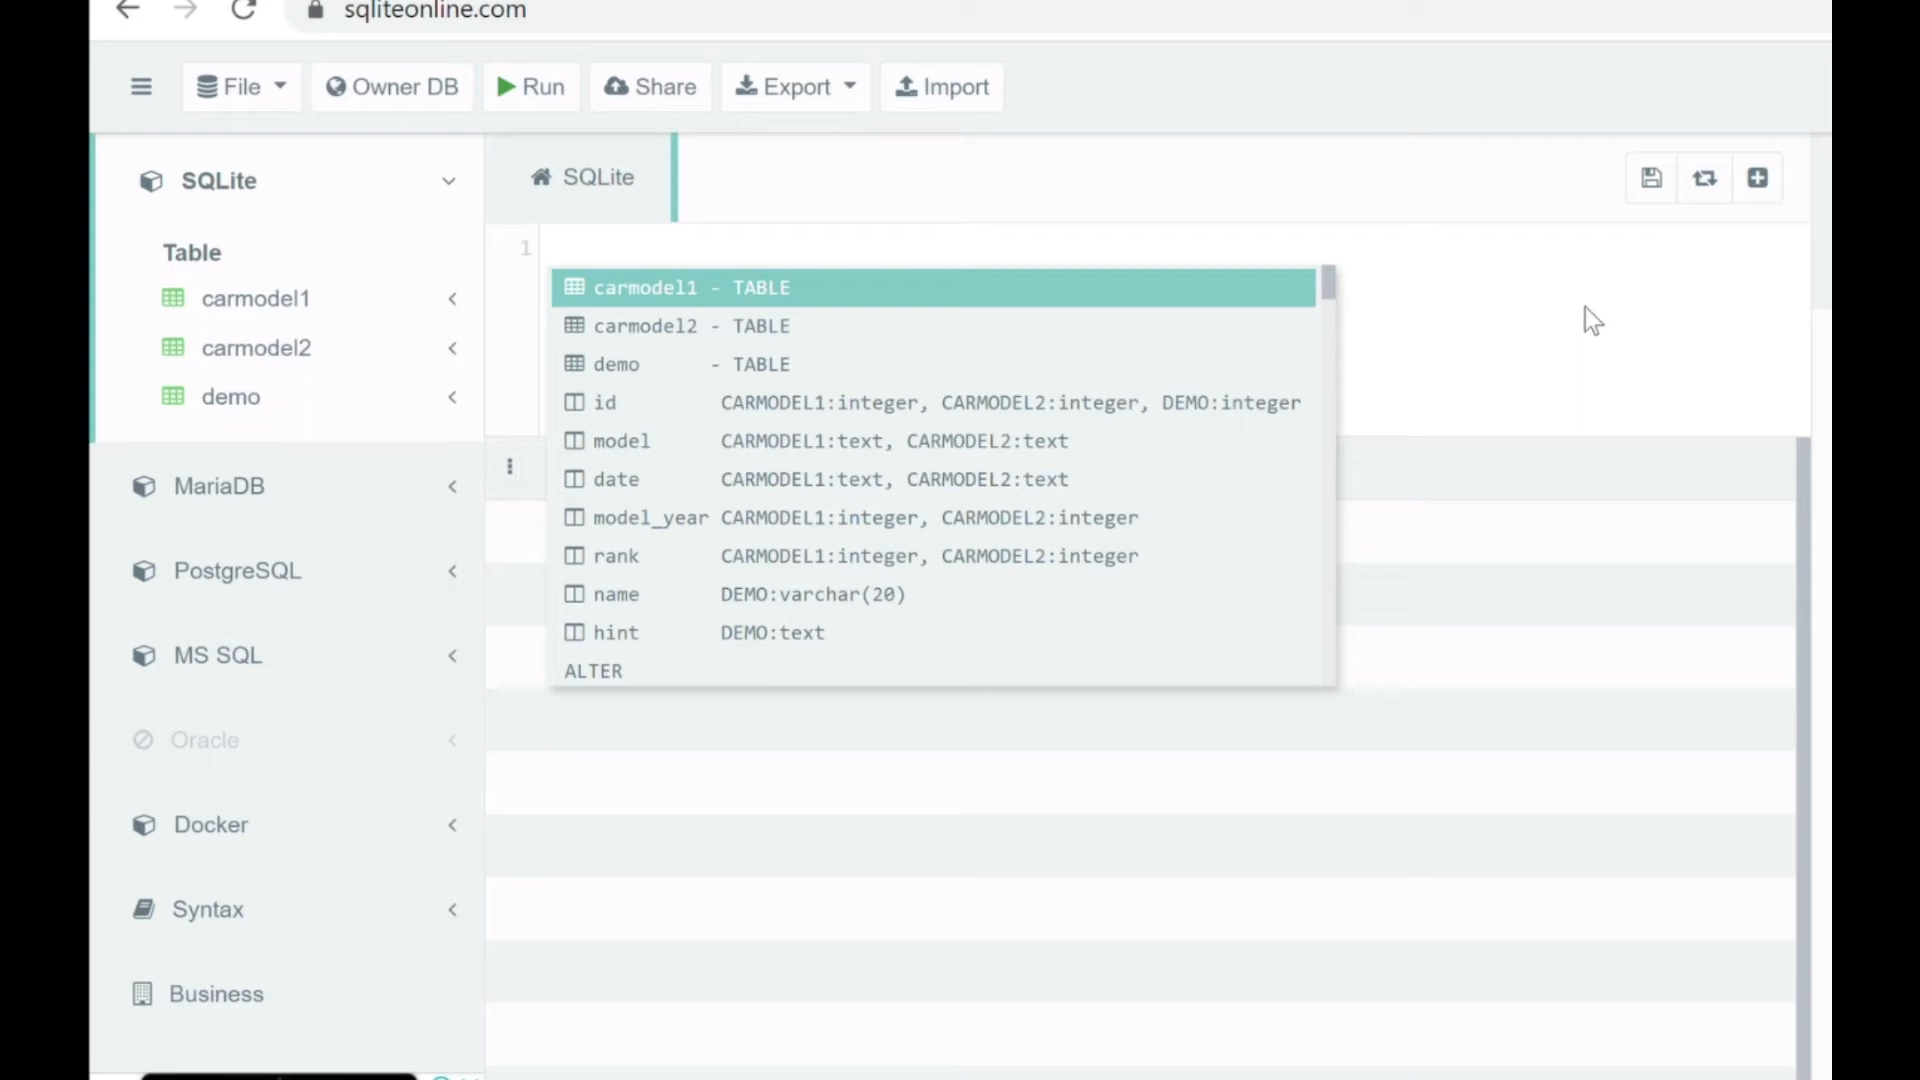 sqliteonline.com
File Owner DB Run Share Export Import
SQLite
Table
carmodel1
carmodel2
demo
MariaDB
PostgreSQL
MS SQL
Oracle
Docker
Syntax
Business
SQLite
1
carmodel1 - TABLE
carmodel2 - TABLE
demo - TABLE
id CARMODEL1:integer, CARMODEL2:integer, DEMO:integer
model CARMODEL1:text, CARMODEL2:text
date CARMODEL1:text, CARMODEL2:text
model_year CARMODEL1:integer, CARMODEL2:integer
rank CARMODEL1:integer, CARMODEL2:integer
name DEMO:varchar(20)
hint DEMO:text
ALTER